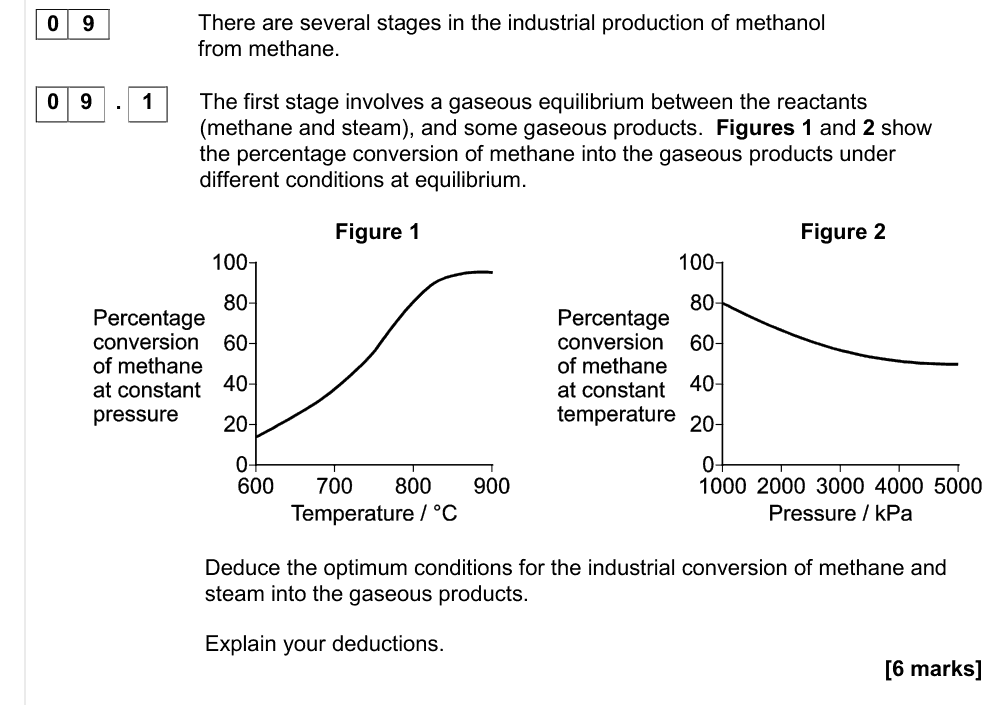 0 9 There are several stages in the industrial production of methanol
from methane.
0 9 . 1 The first stage involves a gaseous equilibrium between the reactants
(methane and steam), and some gaseous products. Figures 1 and 2 show
the percentage conversion of methane into the gaseous products under
different conditions at equilibrium.
Figure 1
100
80
60
40
20
0
Percentage
conversion
of methane
at constant
pressure
600 700 800 900
Temperature / °C
Figure 2
100
80
60
40
20
0
Percentage
conversion
of methane
at constant
temperature
1000 2000 3000 4000 5000
Pressure / kPa
Deduce the optimum conditions for the industrial conversion of methane and
steam into the gaseous products.
Explain your deductions.
[6 marks]